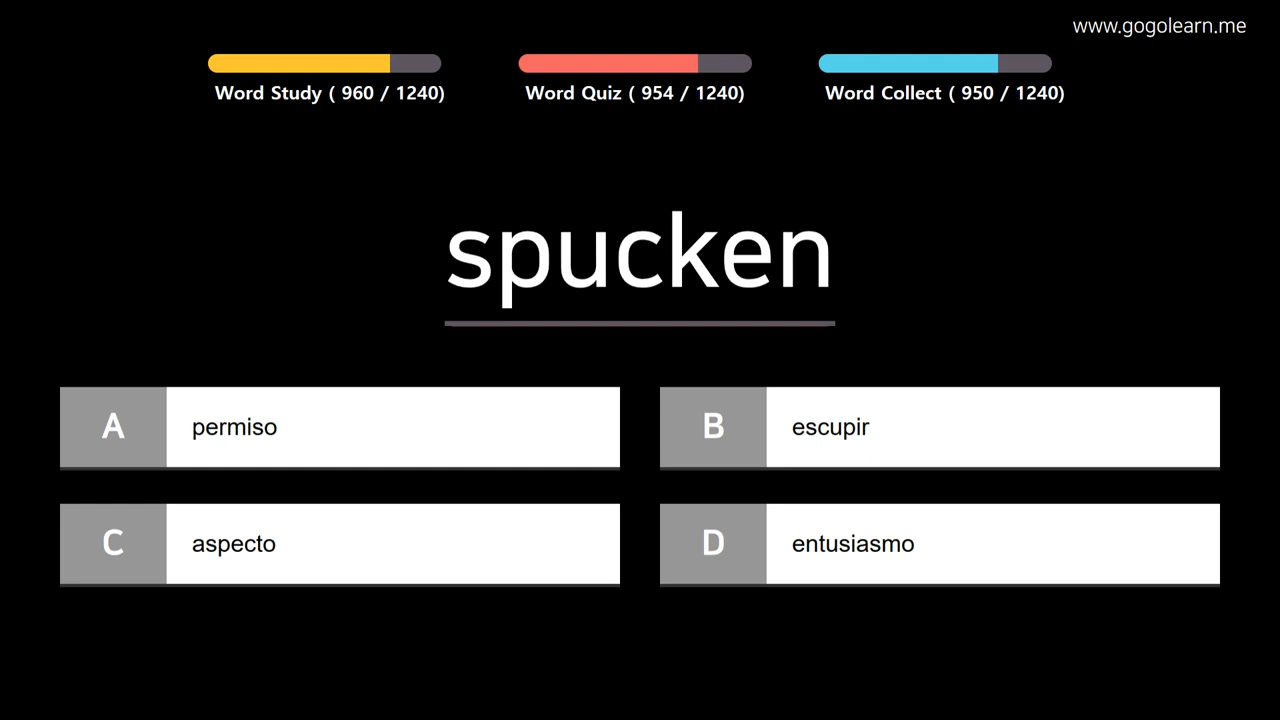 www.gogolearn.me
Word Study ( 960 / 1240)
Word Quiz ( 954 / 1240)
Word Collect ( 950 / 1240)
spucken
A permiso
B escupir
C aspecto
D entusiasmo